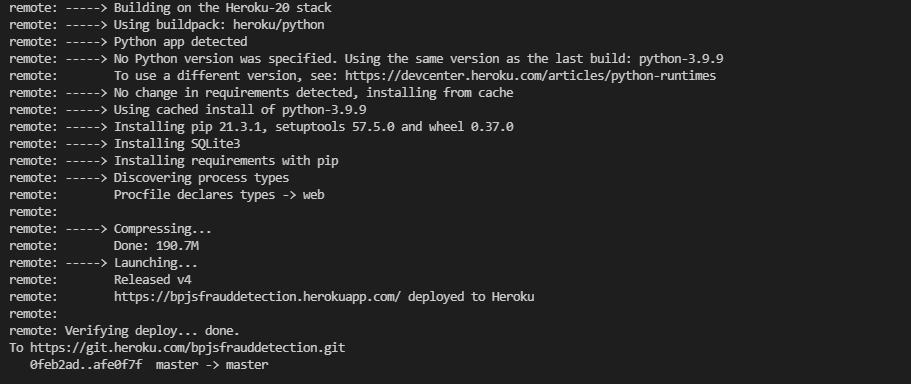 remote: -----> Building on the Heroku-20 stack
remote: -----> Using buildpack: heroku/python
remote: -----> Python app detected
remote: -----> No Python version was specified. Using the same version as the last build: python-3.9.9
remote:        To use a different version, see: https://devcenter.heroku.com/articles/python-runtimes
remote: -----> No change in requirements detected, installing from cache
remote: -----> Using cached install of python-3.9.9
remote: -----> Installing pip 21.3.1, setuptools 57.5.0 and wheel 0.37.0
remote: -----> Installing SQLite3
remote: -----> Installing requirements with pip
remote: -----> Discovering process types
remote:        Procfile declares types -> web
remote:
remote: -----> Compressing...
remote:        Done: 190.7M
remote: -----> Launching...
remote:        Released v4
remote:        https://bpjsfrauddetection.herokuapp.com/ deployed to Heroku
remote:
remote: Verifying deploy... done.
To https://git.heroku.com/bpjsfrauddetection.git
   0feb2ad..afe0f7f  master -> master